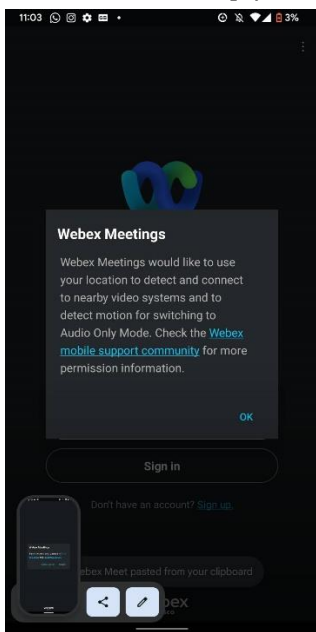 11:03
3%
Webex Meetings
Webex Meetings would like to use
your location to detect and connect
to nearby video systems and to
detect motion for switching to
Audio Only Mode. Check the Webex
mobile support community for more
permission information.
OK
Sign in
Don't have an account? Sign up.
ebex Meet pasted from your clipboard
bex